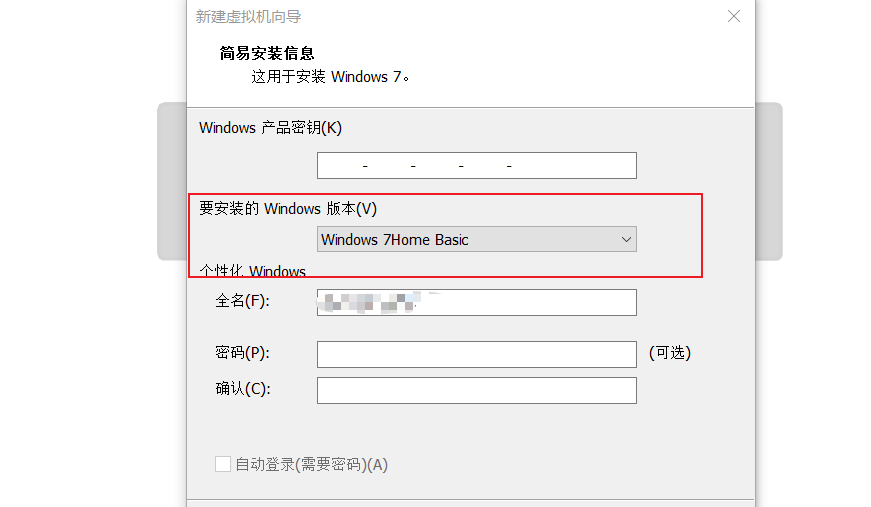 新建虚拟机向导
简易安装信息
这用于安装 Windows 7。
Windows 产品密钥(K)
- - - -
要安装的 Windows 版本(V)
Windows 7Home Basic
个性化 Windows
全名(F):
密码(P):
(可选)
确认(C):
自动登录(需要密码)(A)